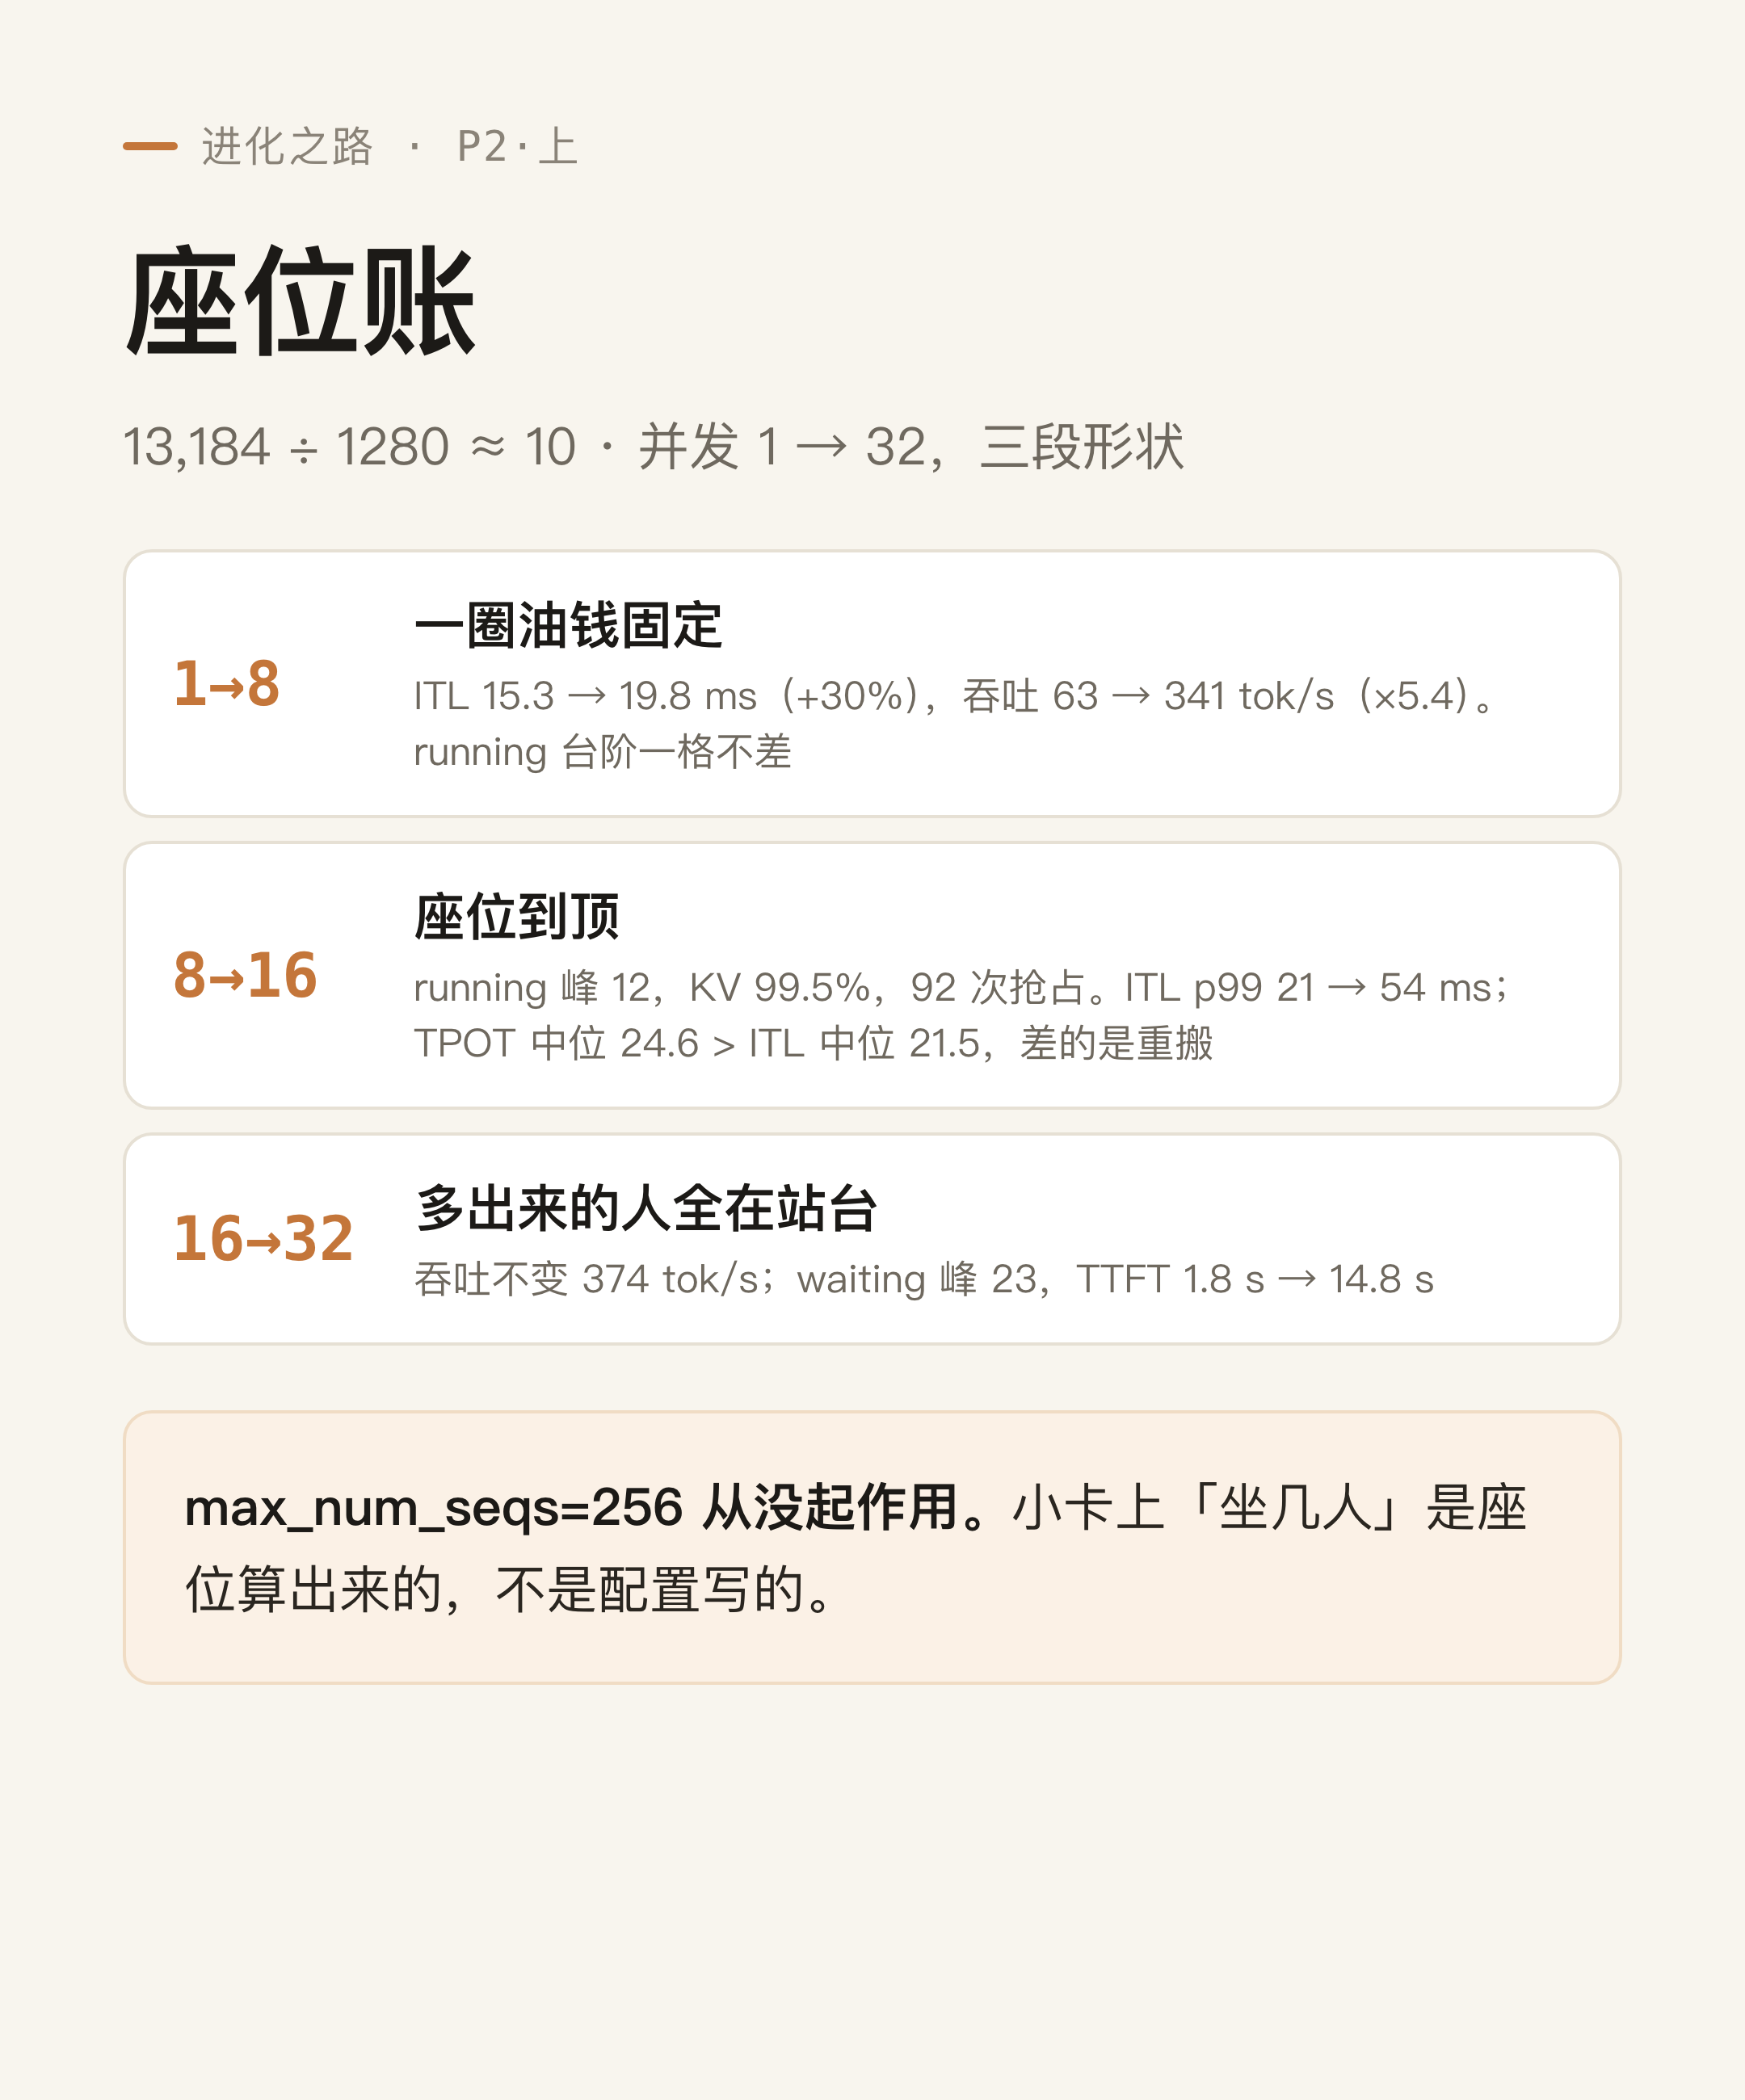 进化之路 · P2·上
座位账
13,184 ÷ 1280 ≈ 10 · 并发 1 → 32，三段形状
1→8
一圈油钱固定
ITL 15.3 → 19.8 ms（+30%），吞吐 63 → 341 tok/s（×5.4）。
running 台阶一格不差
8→16
座位到顶
running 峰 12，KV 99.5%，92 次抢占。ITL p99 21 → 54 ms；
TPOT 中位 24.6 > ITL 中位 21.5，差的是重搬
16→32
多出来的人全在站台
吞吐不变 374 tok/s；waiting 峰 23，TTFT 1.8 s → 14.8 s
max_num_seqs=256 从没起作用。小卡上「坐几人」是座
位算出来的，不是配置写的。